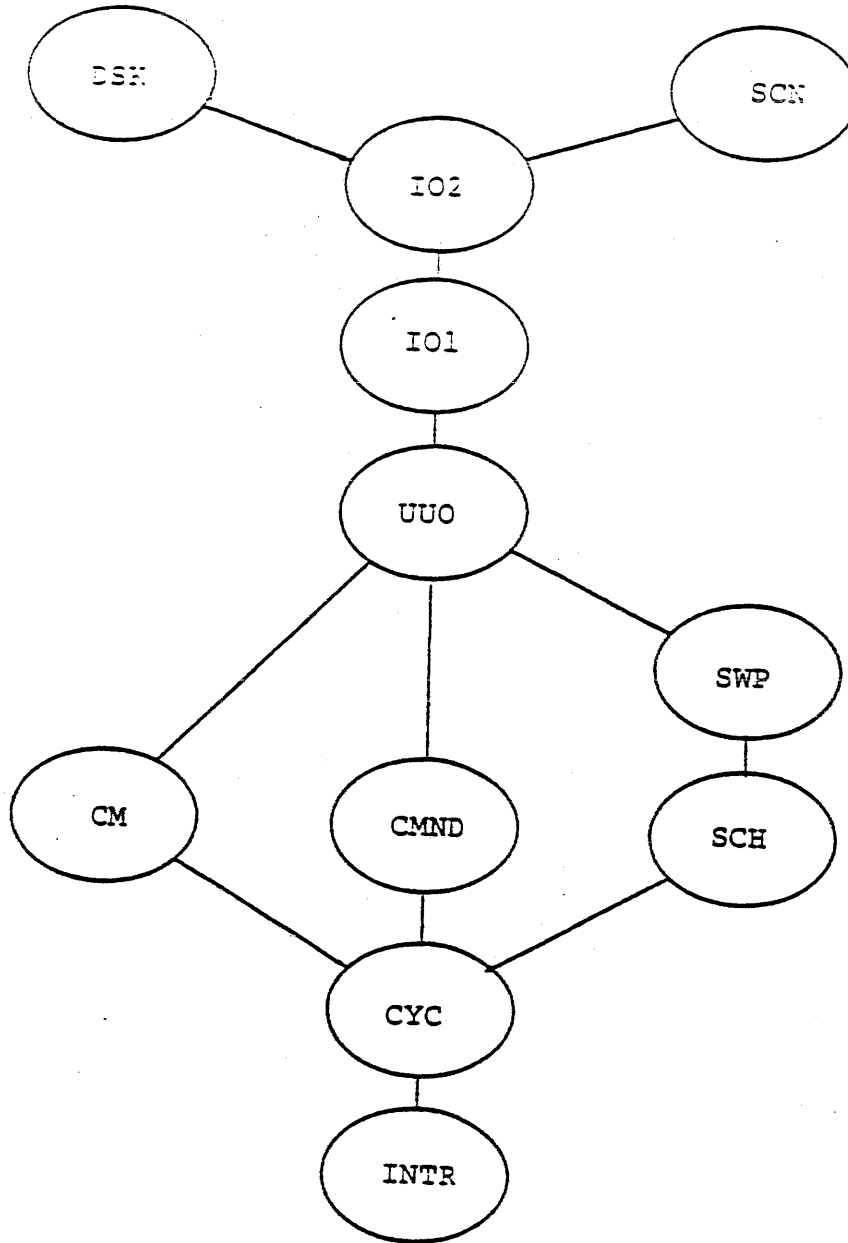 DSK
SCN
IO2
IO1
UUO
SWP
CM
CMND
SCH
CYC
INTR